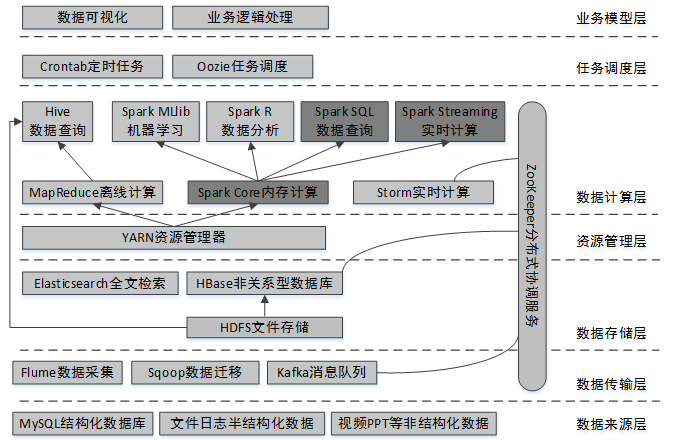 数据可视化
业务逻辑处理
业务模型层
Crontab定时任务
Oozie任务调度
任务调度层
Hive
数据查询
Spark MLlib
机器学习
Spark R
数据分析
Spark SQL
数据查询
Spark Streaming
实时计算
MapReduce离线计算
Spark Core内存计算
Storm实时计算
数据计算层
ZooKeeper分布式协调服务
YARN资源管理器
资源管理层
Elasticsearch全文检索
HBase非关系型数据库
HDFS文件存储
数据存储层
Flume数据采集
Sqoop数据迁移
Kafka消息队列
数据传输层
MySQL结构化数据库
文件日志半结构化数据
视频PPT等非结构化数据
数据来源层